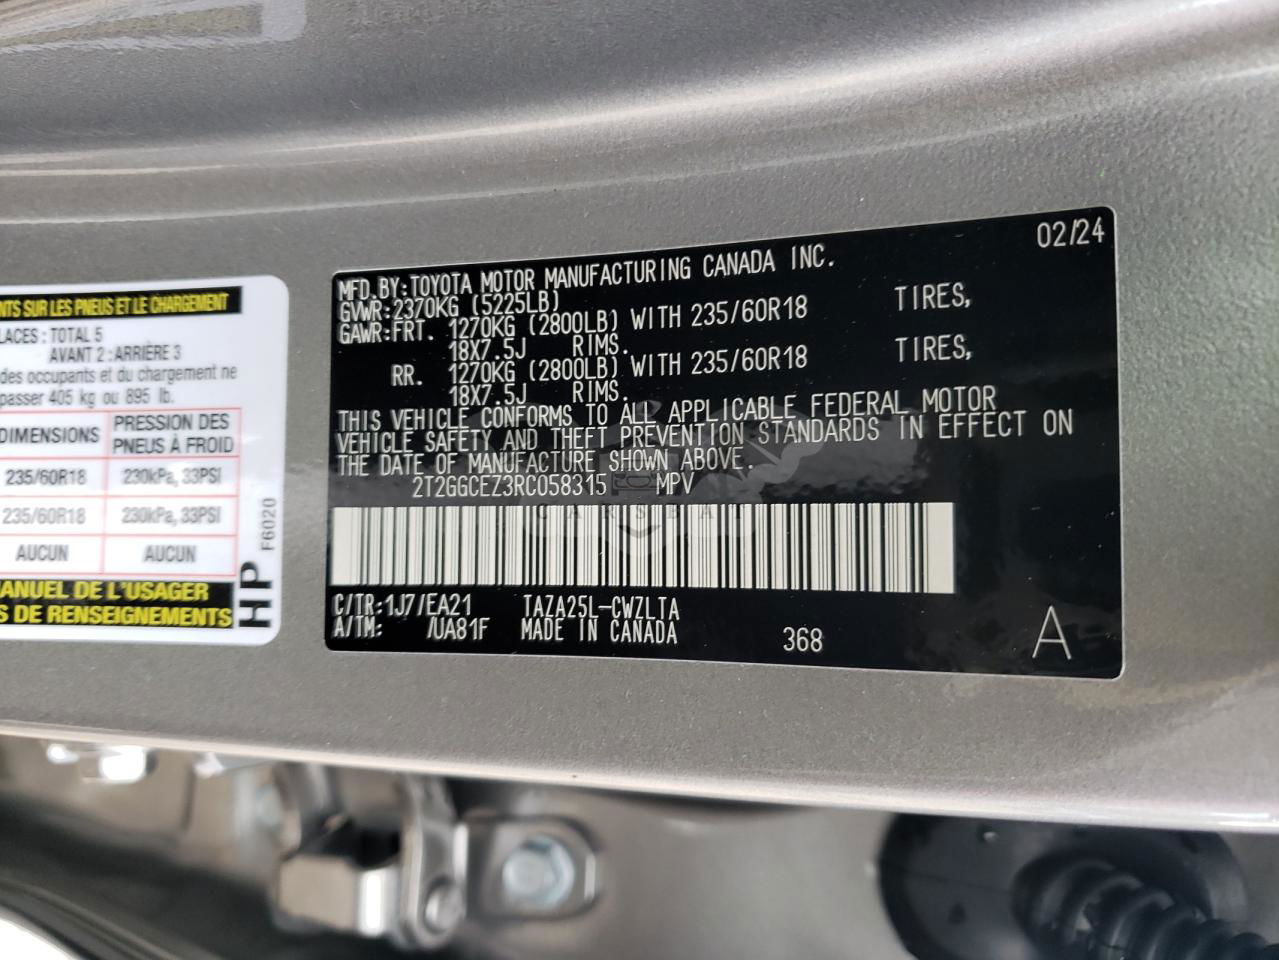 NTS SUR LES PNEUS ET LE CHARGEMENT
LACES : TOTAL 5
AVANT 2 : ARRIÈRE 3
des occupants et du chargement ne
passer 405 kg ou 895 lb.
DIMENSIONS PRESSION DES PNEUS À FROID
235/60R18 230kPa, 33PSI
235/60R18 230kPa, 33PSI
AUCUN AUCUN
ANUEL DE L'USAGER
S DE RENSEIGNEMENTS
HP F6020
02/24
MFD.BY:TOYOTA MOTOR MANUFACTURING CANADA INC.
GVWR:2370KG (5225LB)
GAWR:FRT. 1270KG (2800LB) WITH 235/60R18 TIRES,
18X7.5J RIMS.
RR. 1270KG (2800LB) WITH 235/60R18 TIRES,
18X7.5J RIMS.
THIS VEHICLE CONFORMS TO ALL APPLICABLE FEDERAL MOTOR
VEHICLE SAFETY AND THEFT PREVENTION STANDARDS IN EFFECT ON
THE DATE OF MANUFACTURE SHOWN ABOVE.
2T2GGCEZ3RC058315 MPV
C/TR:1J7/EA21 TAZA25L-CWZLTA
A/TM: /UA81F MADE IN CANADA 368 A